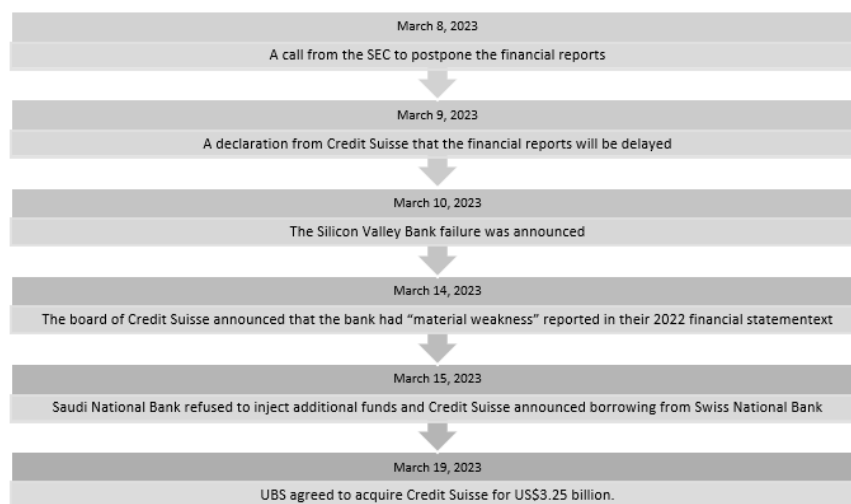 March 8, 2023
A call from the SEC to postpone the financial reports
March 9, 2023
A declaration from Credit Suisse that the financial reports will be delayed
March 10, 2023
The Silicon Valley Bank failure was announced
March 14, 2023
The board of Credit Suisse announced that the bank had “material weakness” reported in their 2022 financial statementext
March 15, 2023
Saudi National Bank refused to inject additional funds and Credit Suisse announced borrowing from Swiss National Bank
March 19, 2023
UBS agreed to acquire Credit Suisse for US$3.25 billion.